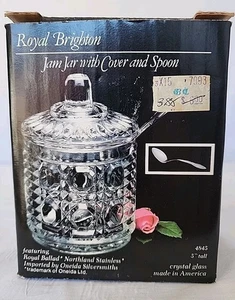 Royal Brighton
Jam Jar with Cover and Spoon
featuring
Royal Ballad* Northland Stainless*
Imported by Oneida Silversmiths
*trademark of Oneida Ltd.
4845
5" tall
crystal glass
made in America